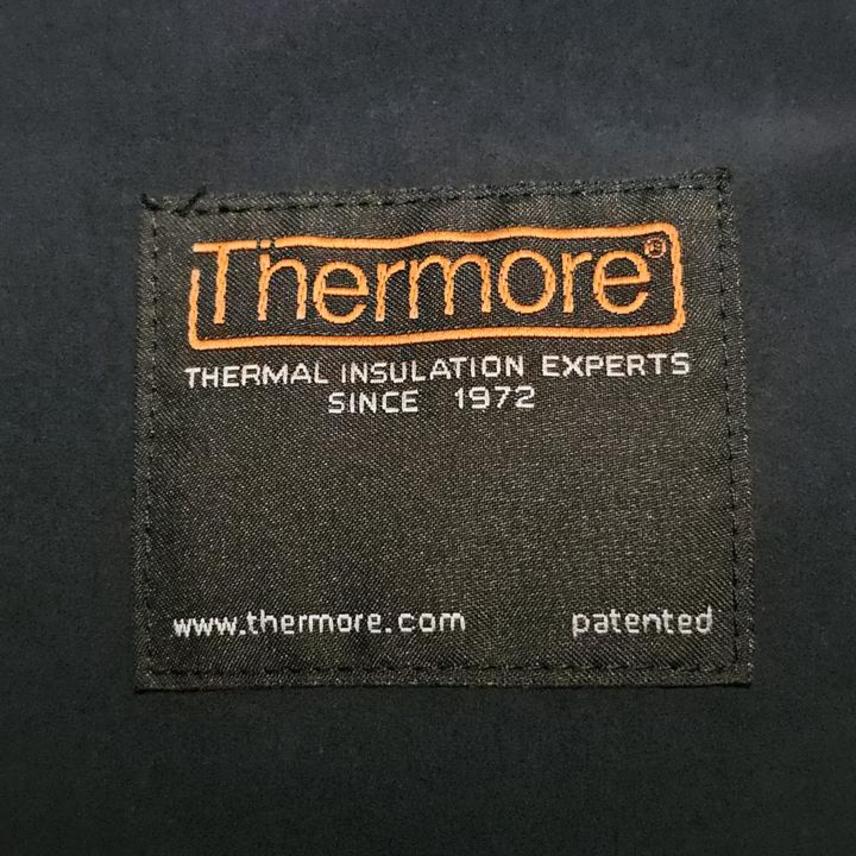 Thermore®
THERMAL INSULATION EXPERTS
SINCE 1972
www.thermore.com patented